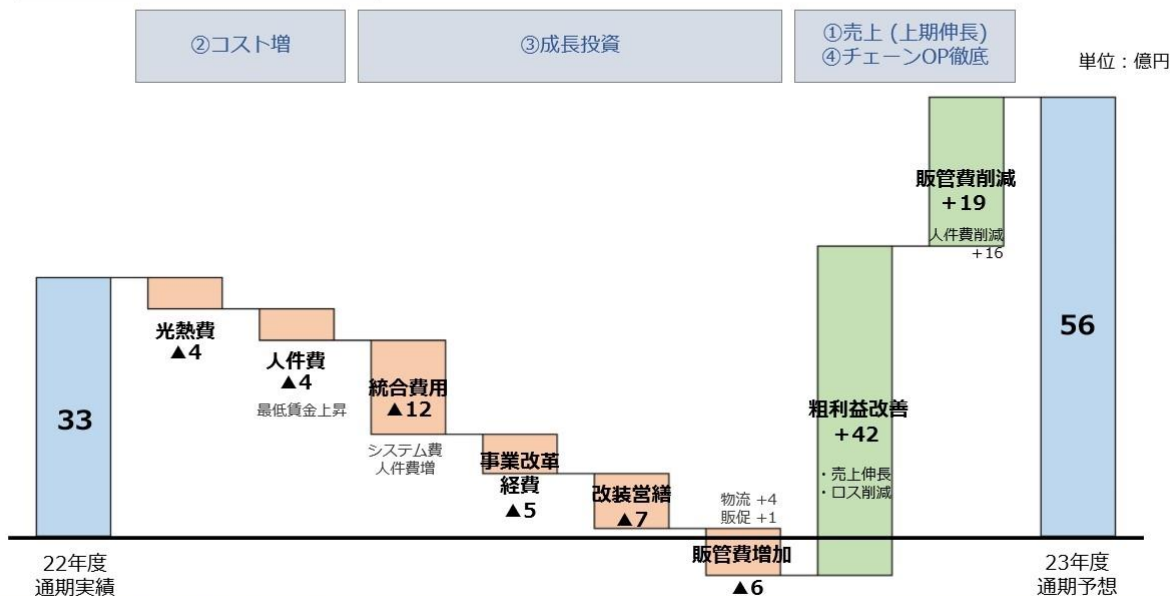 ②コスト増
③成長投資
①売上 (上期伸長)
④チェーンOP徹底
単位：億円
33
22年度
通期実績
光熱費
▲4
人件費
▲4
最低賃金上昇
統合費用
▲12
システム費
人件費増
事業改革
経費
▲5
改装営繕
▲7
物流 +4
販促 +1
販管費増加
▲6
粗利益改善
+42
・売上伸長
・ロス削減
販管費削減
+19
人件費削減
+16
56
23年度
通期予想